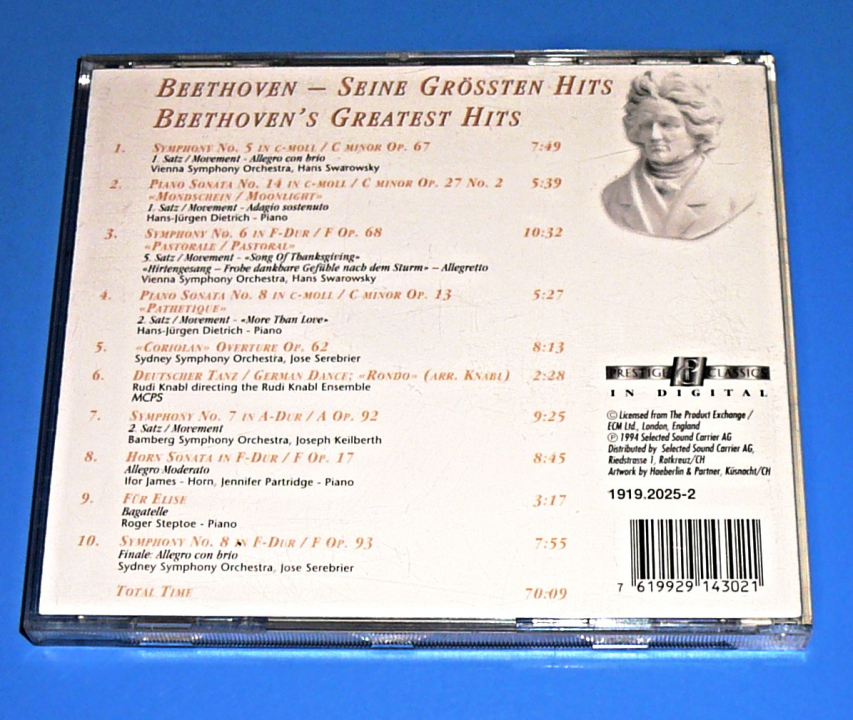 BEETHOVEN – SEINE GRÖSSTEN HITS
BEETHOVEN'S GREATEST HITS
1. SYMPHONY NO. 5 IN C-MOLL / C MINOR OP. 67 7:49
1. Satz / Movement - Allegro con brio
Vienna Symphony Orchestra, Hans Swarowsky
2. PIANO SONATA NO. 14 IN C-MOLL / C MINOR OP. 27 NO. 2 5:39
«MONDSCHEIN / MOONLIGHT»
1. Satz / Movement - Adagio sostenuto
Hans-Jürgen Dietrich - Piano
3. SYMPHONY NO. 6 IN F-DUR / F OP. 68 10:32
«PASTORALE / PASTORAL»
5. Satz / Movement - «Song Of Thanksgiving»
«Hirtengesang – Frohe dankbare Gefühle nach dem Sturm» – Allegretto
Vienna Symphony Orchestra, Hans Swarowsky
4. PIANO SONATA NO. 8 IN C-MOLL / C MINOR OP. 13 5:27
«PATHETIQUE»
2. Satz / Movement - «More Than Love»
Hans-Jürgen Dietrich - Piano
5. «CORIOLAN» OVERTURE OP. 62 8:13
Sydney Symphony Orchestra, Jose Serebrier
6. DEUTSCHER TANZ / GERMAN DANCE; «RONDO» (ARR. KNABL) 2:28
Rudi Knabl directing the Rudi Knabl Ensemble
MCPS
7. SYMPHONY NO. 7 IN A-DUR / A OP. 92 9:25
2. Satz / Movement
Bamberg Symphony Orchestra, Joseph Keilberth
8. HORN SONATA IN F-DUR / F OP. 17 8:45
Allegro Moderato
Ifor James - Horn, Jennifer Partridge - Piano
9. FÜR ELISE 3:17
Bagatelle
Roger Steptoe - Piano
10. SYMPHONY NO. 8 IN F-DUR / F OP. 93 7:55
Finale: Allegro con brio
Sydney Symphony Orchestra, Jose Serebrier
TOTAL TIME 70:09
PRESTIGE CLASSICS
IN DIGITAL
© Licensed from The Product Exchange /
ECM Ltd., London, England
℗ 1994 Selected Sound Carrier AG
Distributed by Selected Sound Carrier AG,
Riedstrasse 1, Rotkreuz/CH
Artwork by Haeberlin & Partner, Küsnacht/CH
1919.2025-2
7 619929 143021